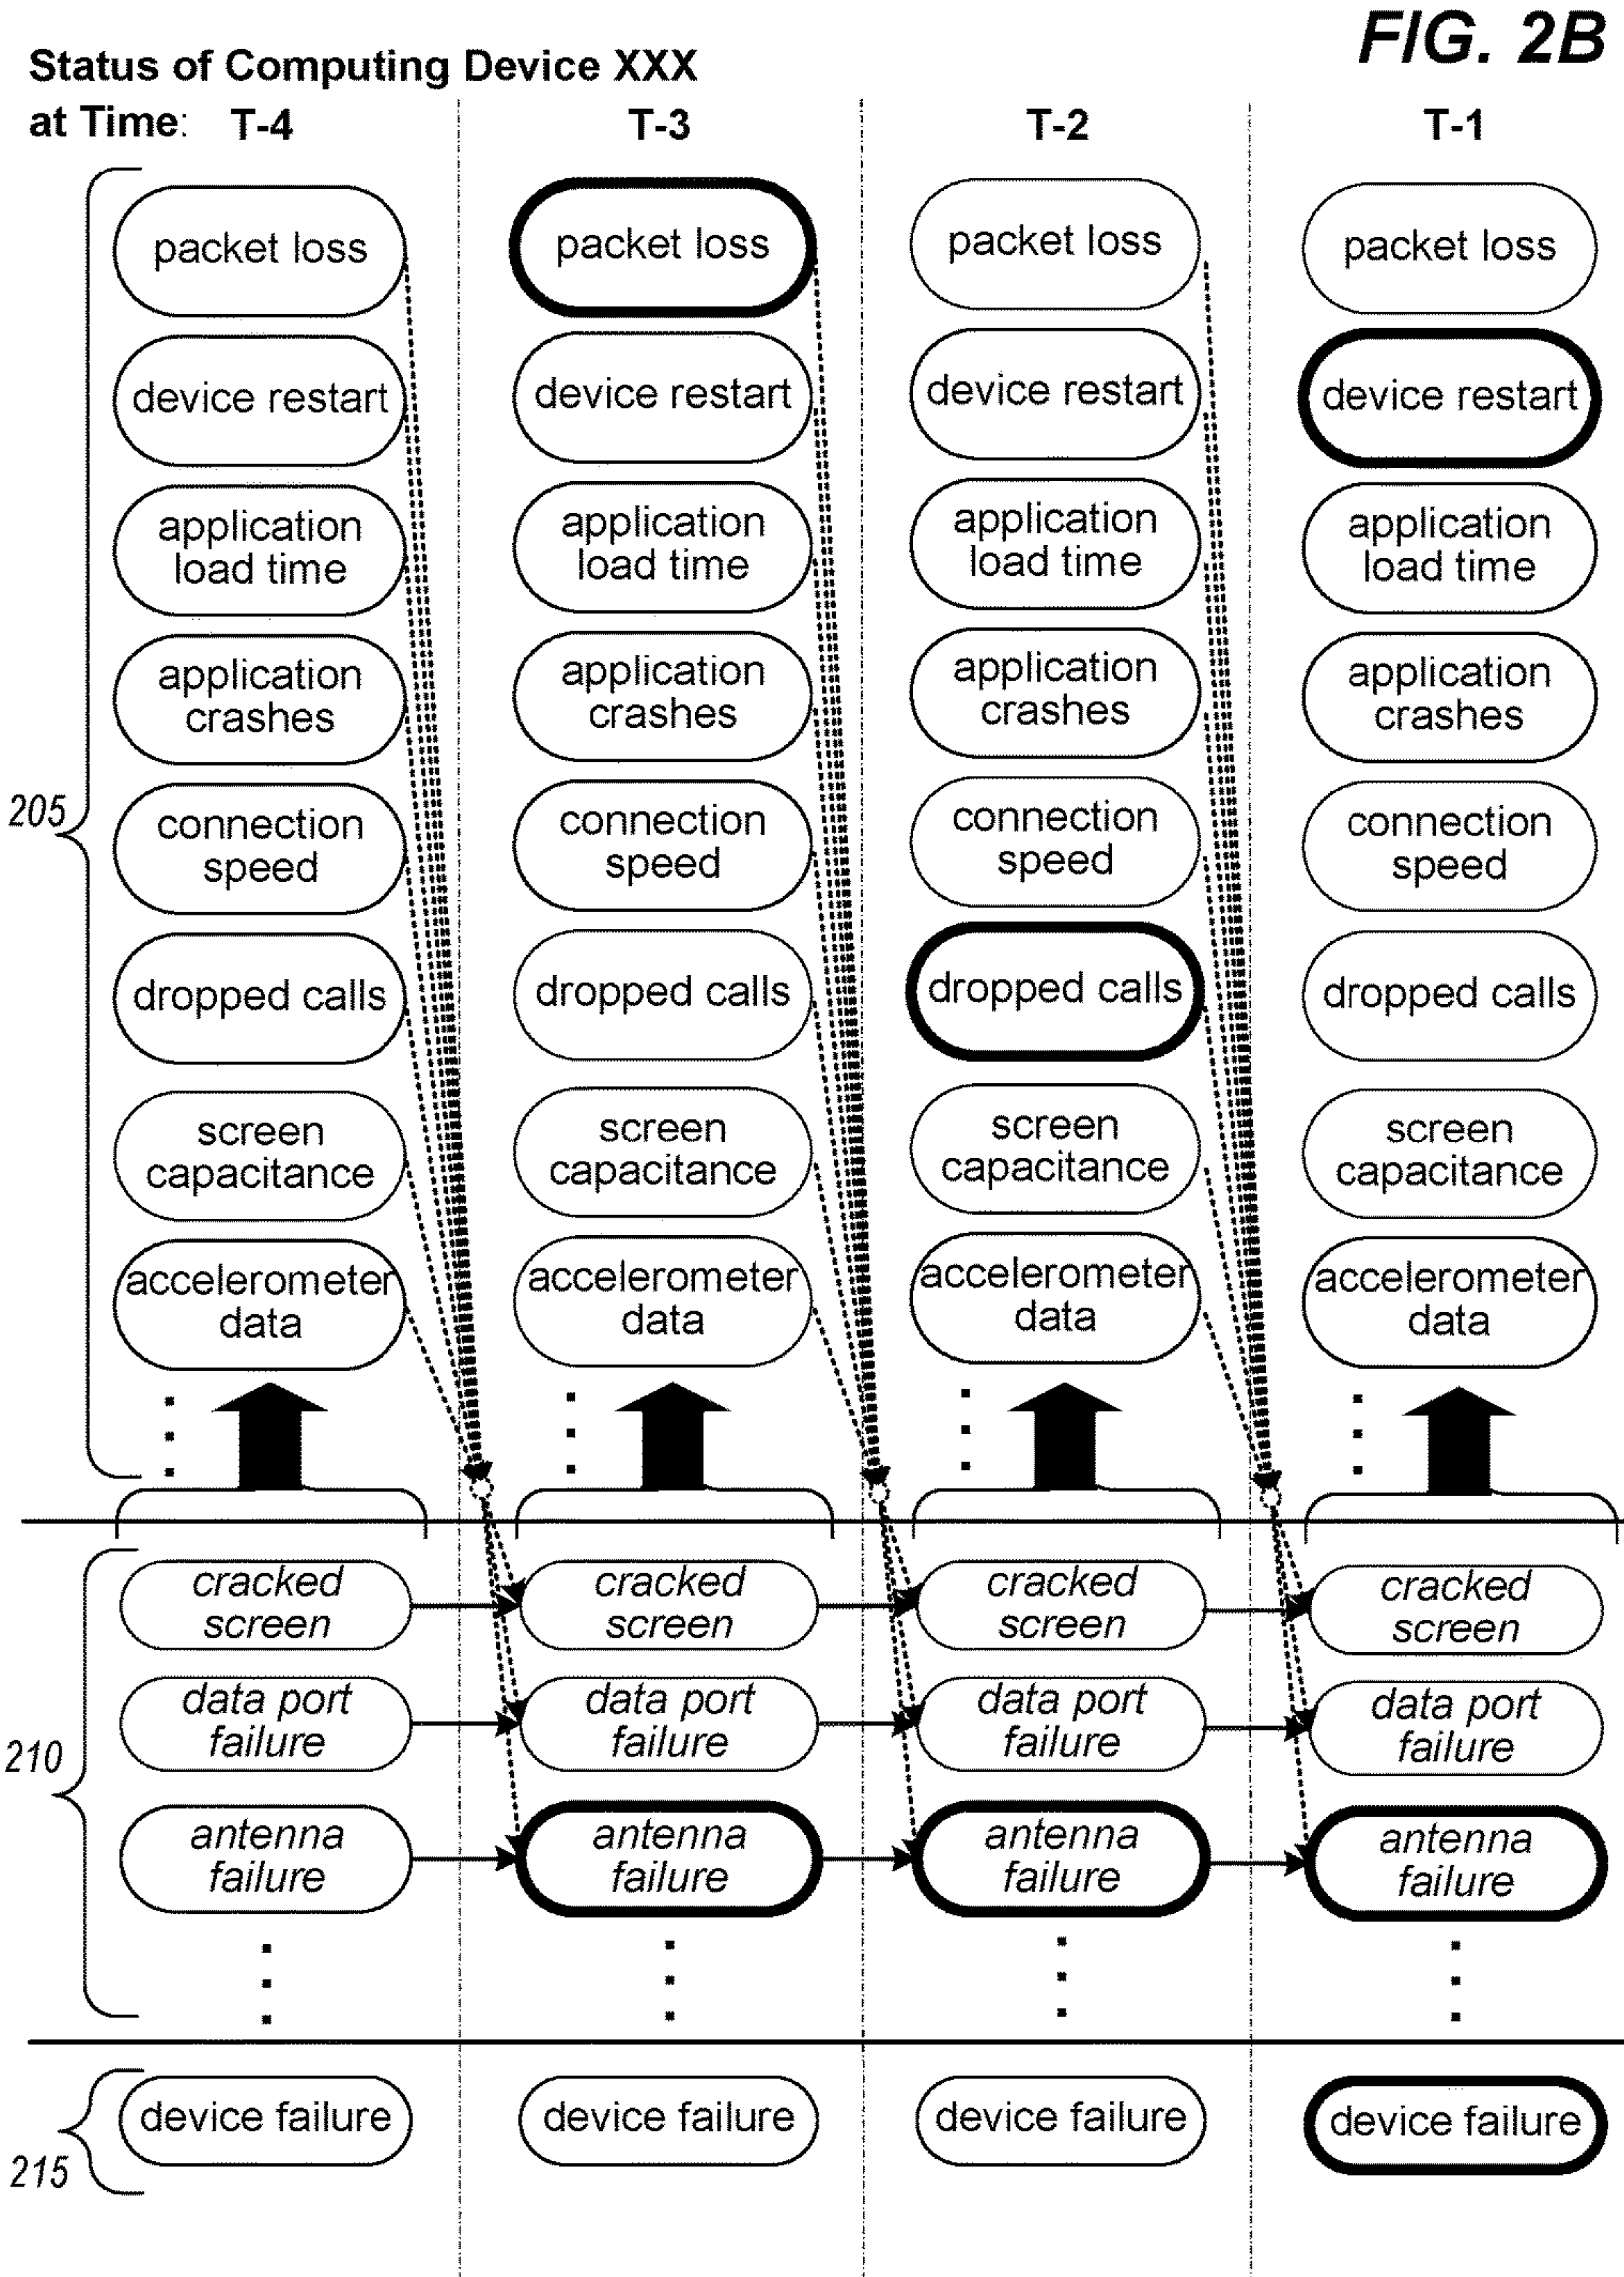 FIG. 2B
Status of Computing Device XXX
at Time: T-4 T-3 T-2 T-1
packet loss packet loss packet loss packet loss
device restart device restart device restart device restart
application application application application
load time load time load time load time
application application application application
crashes crashes crashes crashes
205
connection connection connection connection
speed speed speed speed
dropped calls dropped calls dropped calls dropped calls
screen screen screen screen
capacitance capacitance capacitance capacitance
accelerometer accelerometer accelerometer accelerometer
data data data data
cracked cracked cracked cracked
screen screen screen screen
data port data port data port data port
failure failure failure failure
210
antenna antenna antenna antenna
failure failure failure failure
device failure device failure device failure device failure
215